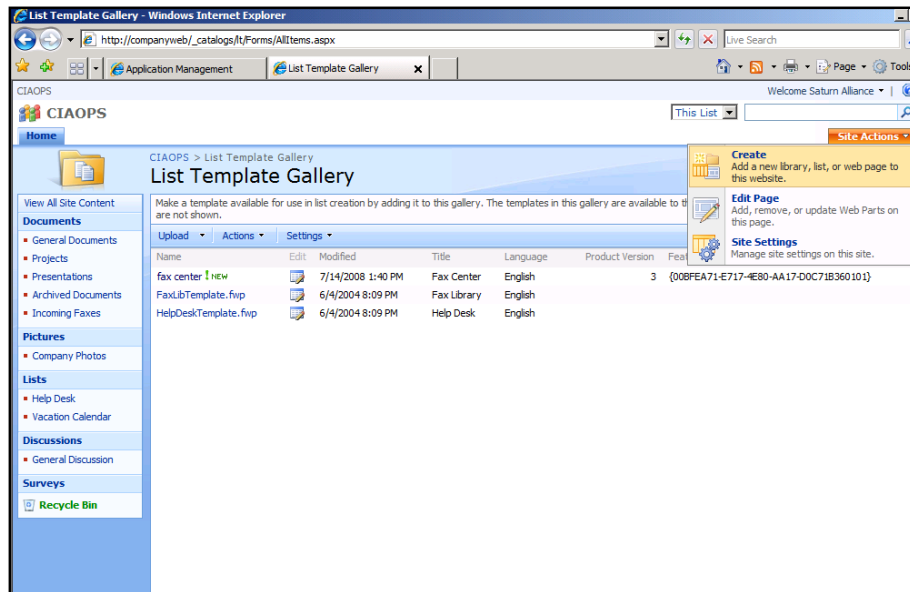 List Template Gallery - Windows Internet Explorer
http://companyweb/_catalogs/lt/Forms/AllItems.aspx
Live Search
Application Management
List Template Gallery
Page
Tools
CIAOPS
Welcome Saturn Alliance
CIAOPS
This List
Home
Site Actions
Create
Add a new library, list, or web page to
this website.
Edit Page
Add, remove, or update Web Parts on
this page.
Site Settings
Manage site settings on this site.
CIAOPS > List Template Gallery
List Template Gallery
View All Site Content
Documents
General Documents
Projects
Presentations
Archived Documents
Incoming Faxes
Pictures
Company Photos
Lists
Help Desk
Vacation Calendar
Discussions
General Discussion
Surveys
Recycle Bin
Make a template available for use in list creation by adding it to this gallery. The templates in this gallery are available to
are not shown.
Upload Actions Settings
Name Edit Modified Title Language Product Version Feat
fax center ! NEW 7/14/2008 1:40 PM Fax Center English 3 {00BFEA71-E717-4E80-AA17-D0C71B360101}
FaxLibTemplate.fwp 6/4/2004 8:09 PM Fax Library English
HelpDeskTemplate.fwp 6/4/2004 8:09 PM Help Desk English